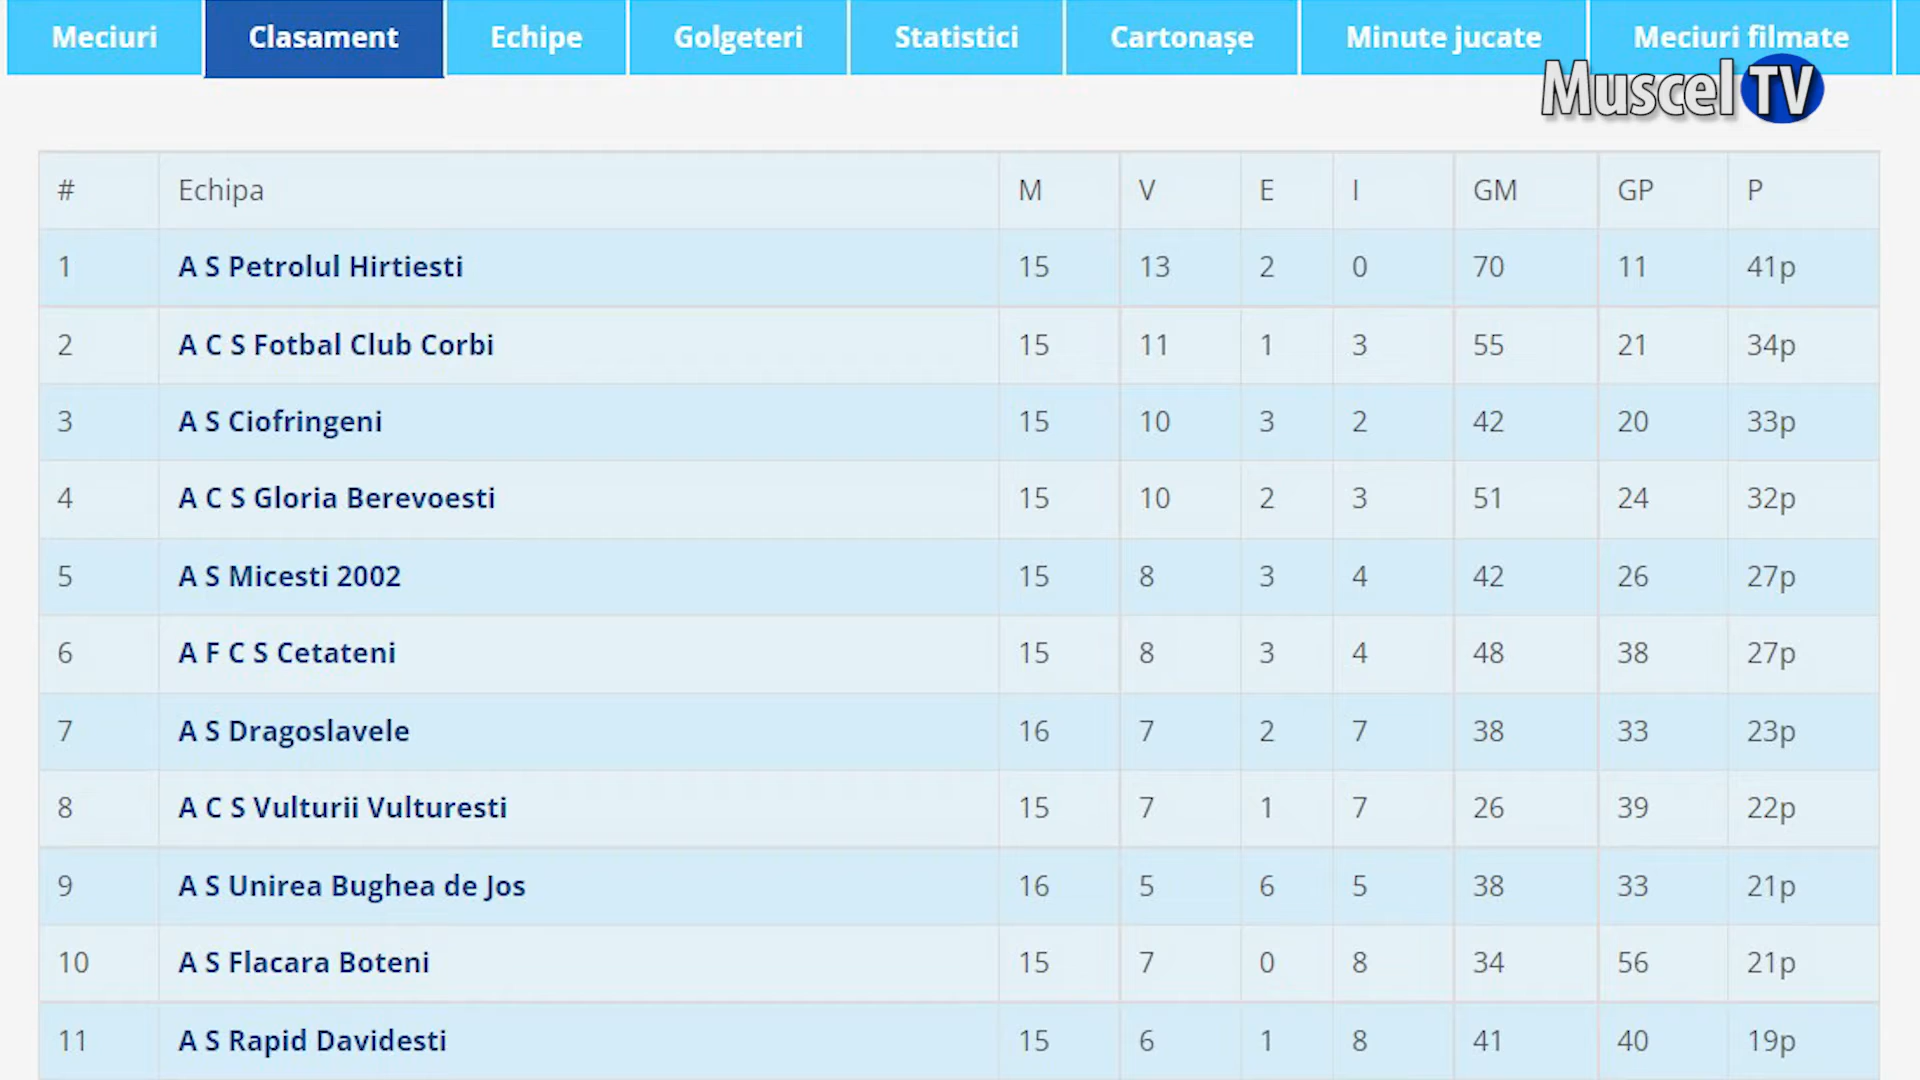 Meciuri Clasament Echipe Golgeteri Statistici Cartonașe Minute jucate Meciuri filmate
Muscel TV
# Echipa M V E I GM GP P
1 A S Petrolul Hirtiesti 15 13 2 0 70 11 41p
2 A C S Fotbal Club Corbi 15 11 1 3 55 21 34p
3 A S Ciofringeni 15 10 3 2 42 20 33p
4 A C S Gloria Berevoesti 15 10 2 3 51 24 32p
5 A S Micesti 2002 15 8 3 4 42 26 27p
6 A F C S Cetateni 15 8 3 4 48 38 27p
7 A S Dragoslavele 16 7 2 7 38 33 23p
8 A C S Vulturii Vulturesti 15 7 1 7 26 39 22p
9 A S Unirea Bughea de Jos 16 5 6 5 38 33 21p
10 A S Flacara Boteni 15 7 0 8 34 56 21p
11 A S Rapid Davidesti 15 6 1 8 41 40 19p